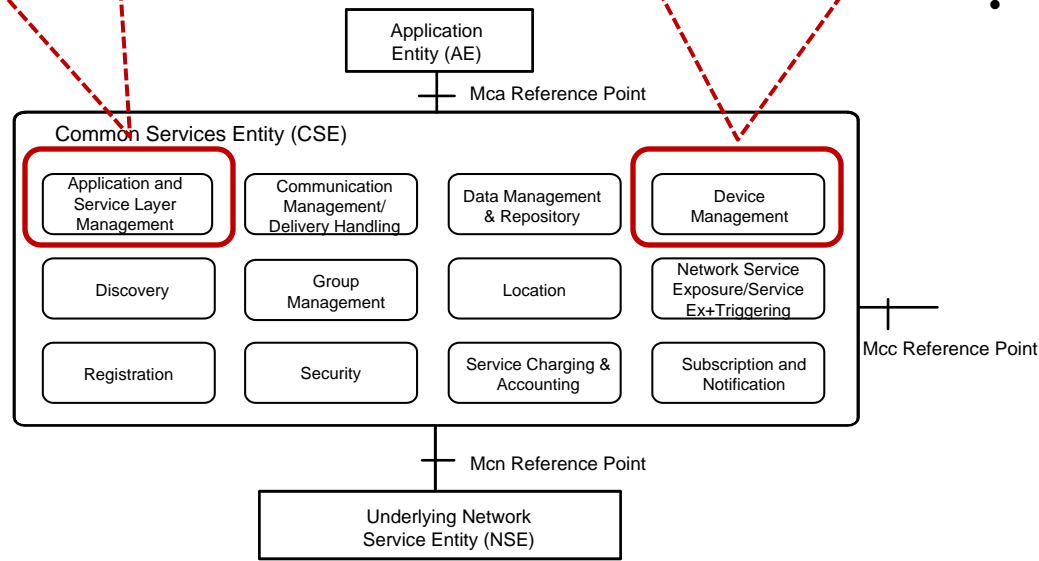 Application
Entity (AE)
Mca Reference Point
Common Services Entity (CSE)
Application and
Service Layer
Management
Communication
Management/
Delivery Handling
Data Management
& Repository
Device
Management
Discovery
Group
Management
Location
Network Service
Exposure/Service
Ex+Triggering
Mcc Reference Point
Registration
Security
Service Charging &
Accounting
Subscription and
Notification
Mcn Reference Point
Underlying Network
Service Entity (NSE)